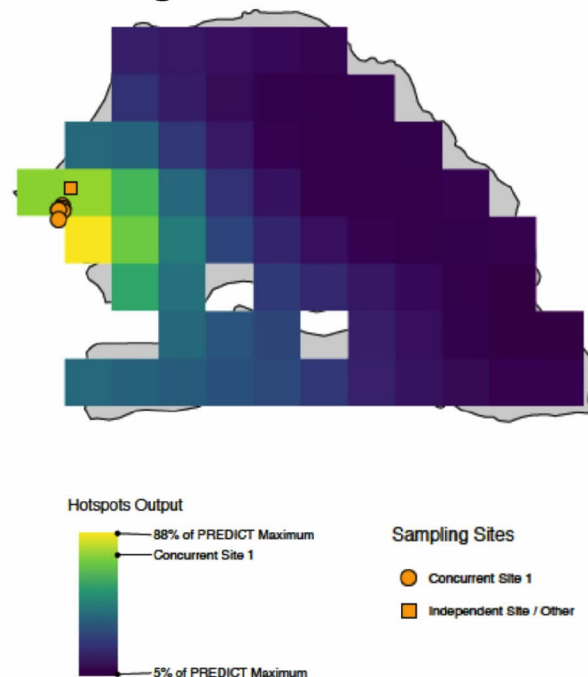 Hotspots Output
88% of PREDICT Maximum
Concurrent Site 1
5% of PREDICT Maximum
Sampling Sites
Concurrent Site 1
Independent Site / Other